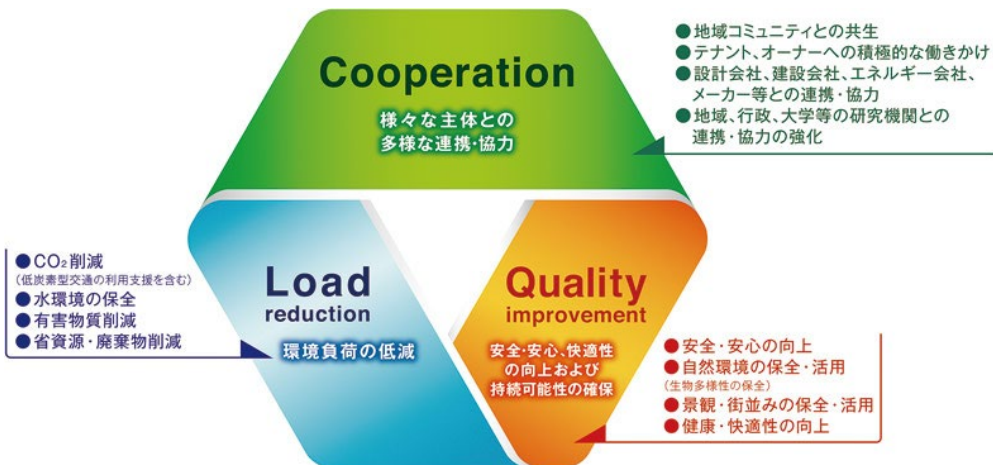 Cooperation
様々な主体との
多様な連携・協力
●地域コミュニティとの共生
●テナント、オーナーへの積極的な働きかけ
●設計会社、建設会社、エネルギー会社、
メーカー等との連携・協力
●地域、行政、大学等の研究機関との
連携・協力の強化
●CO₂削減
(低炭素型交通の利用支援を含む)
●水環境の保全
●有害物質削減
●省資源・廃棄物削減
Load
reduction
環境負荷の低減
Quality
improvement
安全・安心、快適性
の向上および
持続可能性の確保
●安全・安心の向上
●自然環境の保全・活用
(生物多様性の保全)
●景観・街並みの保全・活用
●健康・快適性の向上